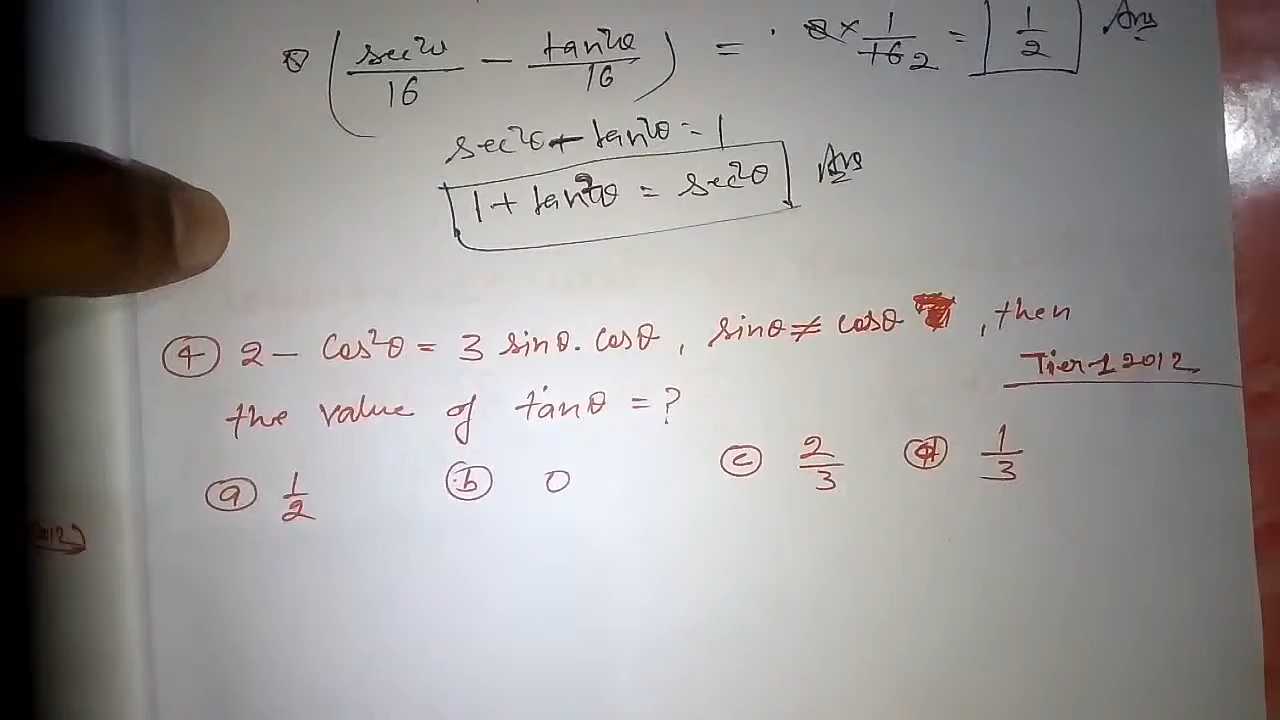 8 ( sec²θ/16 − tan²θ/16 ) = 8 × 1/16 2 = 1/2 Ans
sec²θ − tan²θ = 1
1 + tan²θ = sec²θ Ans
④ 2 − cos²θ = 3 sinθ. cosθ, sinθ ≠ cosθ , then
Tier-1 2012
the value of tanθ = ?
ⓐ 1/2 ⓑ 0 ⓒ 2/3 ⓓ 1/3